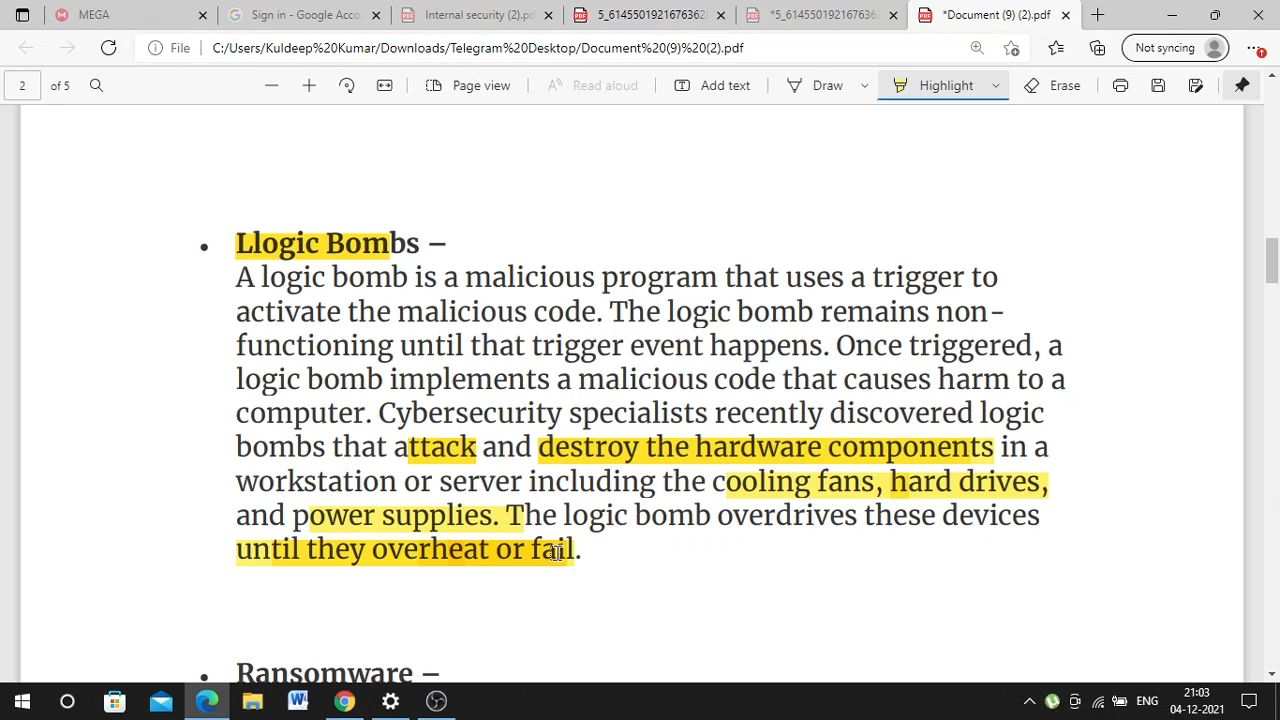 MEGA
Sign in - Google Acco
Internal security (2).pd
5_6145501921676362
*5_614550192167636
*Document (9) (2).pdf
File
C:/Users/Kuldeep%20Kumar/Downloads/Telegram%20Desktop/Document%20(9)%20(2).pdf
Not syncing
2 of 5
Page view
Read aloud
Add text
Draw
Highlight
Erase
Llogic Bombs –
A logic bomb is a malicious program that uses a trigger to
activate the malicious code. The logic bomb remains non-
functioning until that trigger event happens. Once triggered, a
logic bomb implements a malicious code that causes harm to a
computer. Cybersecurity specialists recently discovered logic
bombs that attack and destroy the hardware components in a
workstation or server including the cooling fans, hard drives,
and power supplies. The logic bomb overdrives these devices
until they overheat or fail.
Ransomware –
ENG
21:03
04-12-2021